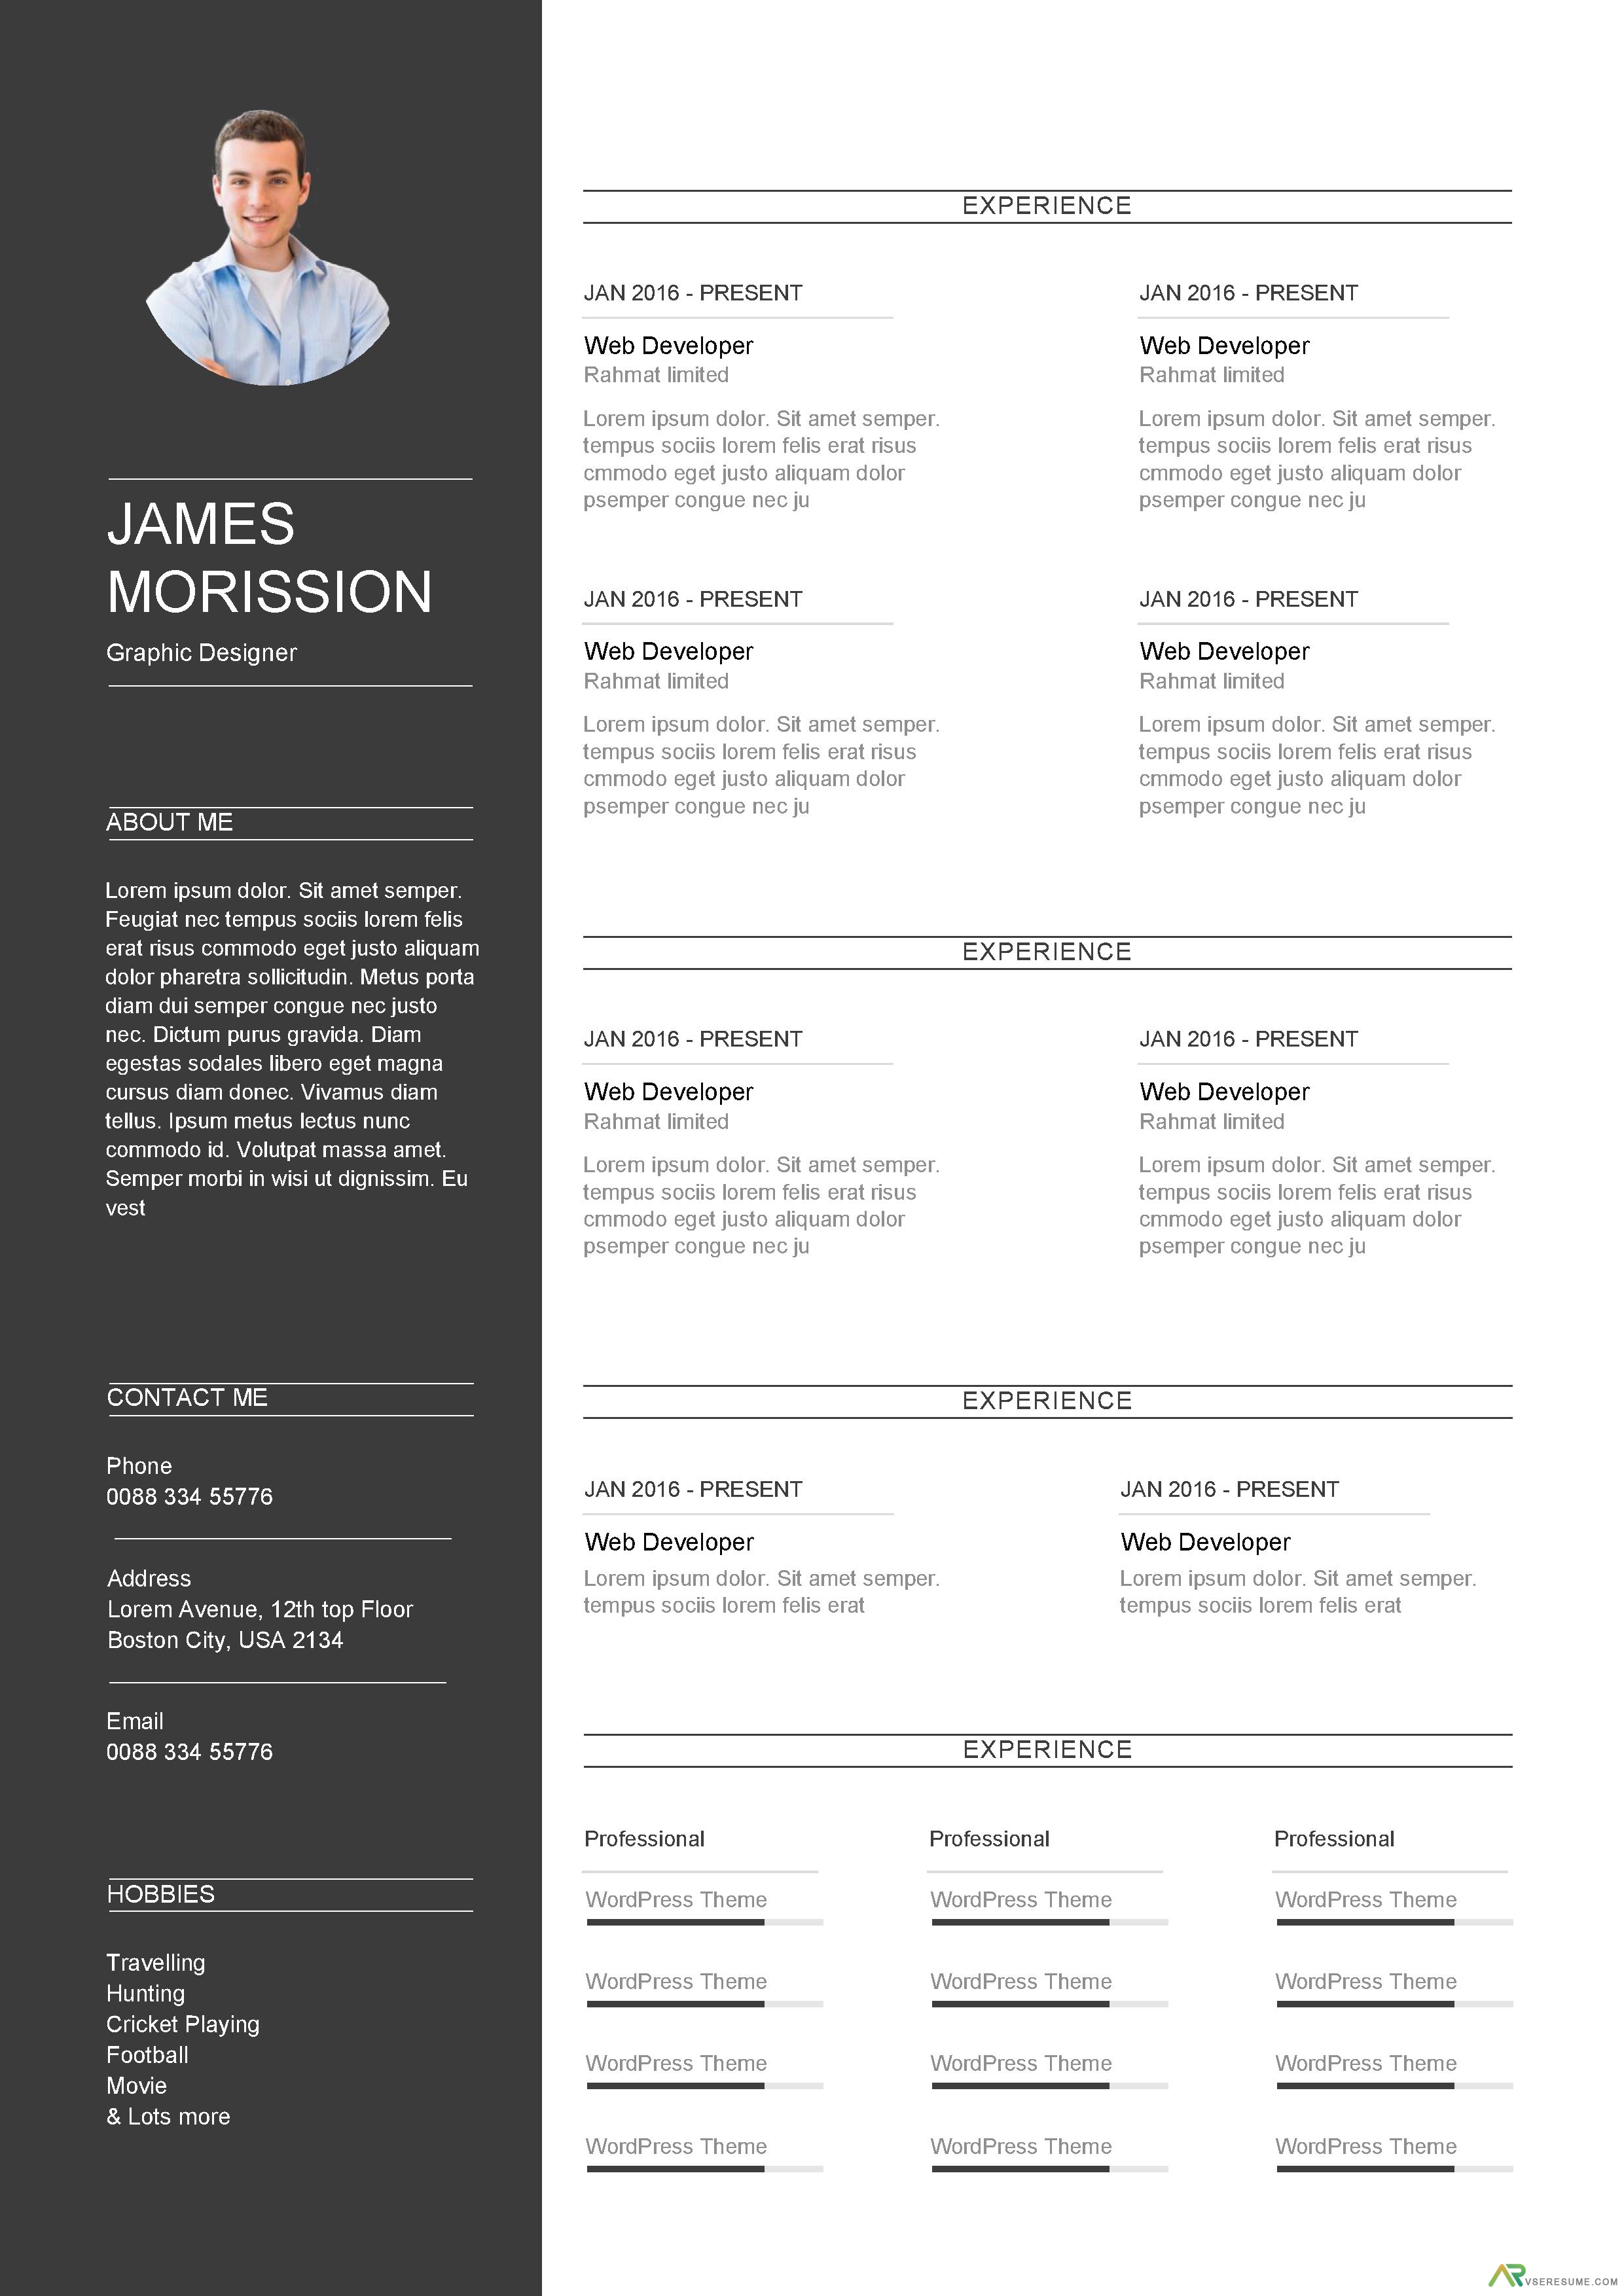 JAMES
MORISSION
Graphic Designer
ABOUT ME
Lorem ipsum dolor. Sit amet semper.
Feugiat nec tempus sociis lorem felis
erat risus commodo eget justo aliquam
dolor pharetra sollicitudin. Metus porta
diam dui semper congue nec justo
nec. Dictum purus gravida. Diam
egestas sodales libero eget magna
cursus diam donec. Vivamus diam
tellus. Ipsum metus lectus nunc
commodo id. Volutpat massa amet.
Semper morbi in wisi ut dignissim. Eu
vest
CONTACT ME
Phone
0088 334 55776
Address
Lorem Avenue, 12th top Floor
Boston City, USA 2134
Email
0088 334 55776
HOBBIES
Travelling
Hunting
Cricket Playing
Football
Movie
& Lots more
EXPERIENCE
JAN 2016 - PRESENT
Web Developer
Rahmat limited
Lorem ipsum dolor. Sit amet semper.
tempus sociis lorem felis erat risus
cmmodo eget justo aliquam dolor
psemper congue nec ju
JAN 2016 - PRESENT
Web Developer
Rahmat limited
Lorem ipsum dolor. Sit amet semper.
tempus sociis lorem felis erat risus
cmmodo eget justo aliquam dolor
psemper congue nec ju
JAN 2016 - PRESENT
Web Developer
Rahmat limited
Lorem ipsum dolor. Sit amet semper.
tempus sociis lorem felis erat risus
cmmodo eget justo aliquam dolor
psemper congue nec ju
JAN 2016 - PRESENT
Web Developer
Rahmat limited
Lorem ipsum dolor. Sit amet semper.
tempus sociis lorem felis erat risus
cmmodo eget justo aliquam dolor
psemper congue nec ju
EXPERIENCE
JAN 2016 - PRESENT
Web Developer
Rahmat limited
Lorem ipsum dolor. Sit amet semper.
tempus sociis lorem felis erat risus
cmmodo eget justo aliquam dolor
psemper congue nec ju
JAN 2016 - PRESENT
Web Developer
Rahmat limited
Lorem ipsum dolor. Sit amet semper.
tempus sociis lorem felis erat risus
cmmodo eget justo aliquam dolor
psemper congue nec ju
EXPERIENCE
JAN 2016 - PRESENT
Web Developer
Lorem ipsum dolor. Sit amet semper.
tempus sociis lorem felis erat
JAN 2016 - PRESENT
Web Developer
Lorem ipsum dolor. Sit amet semper.
tempus sociis lorem felis erat
EXPERIENCE
Professional
WordPress Theme
WordPress Theme
WordPress Theme
WordPress Theme
Professional
WordPress Theme
WordPress Theme
WordPress Theme
WordPress Theme
Professional
WordPress Theme
WordPress Theme
WordPress Theme
WordPress Theme
ARVSERESUME.COM